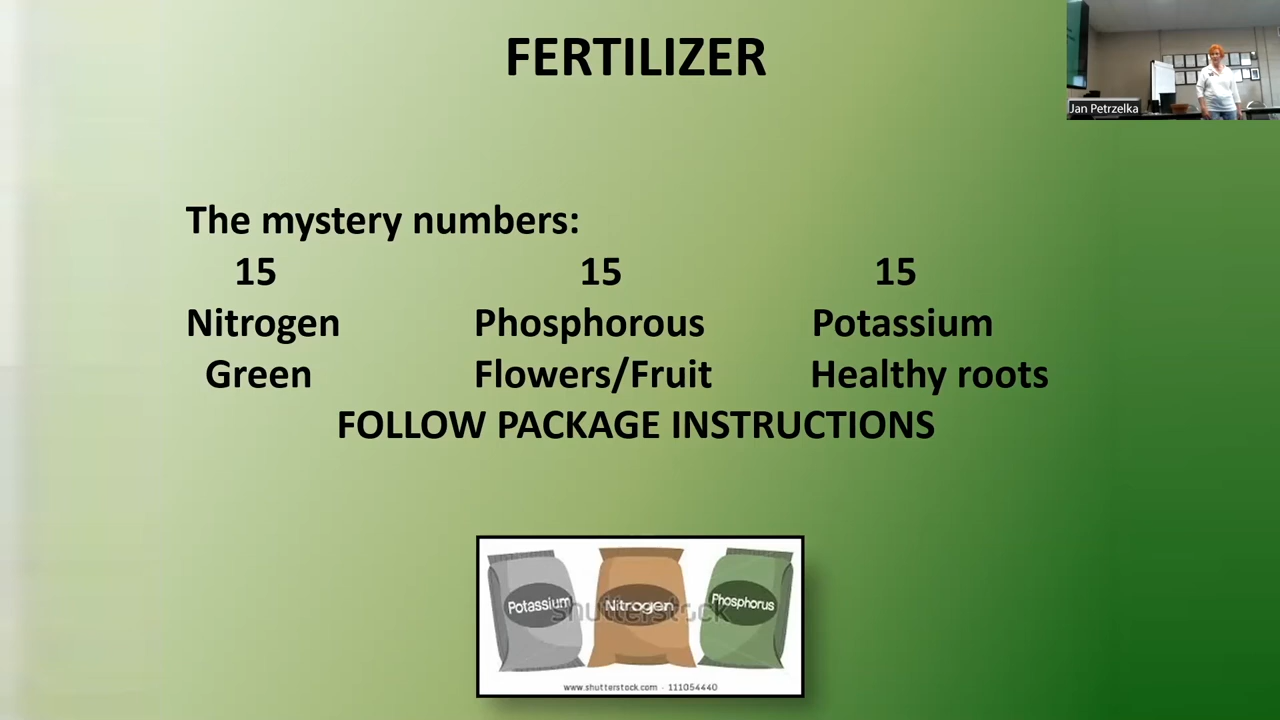 FERTILIZER
Jan Petrzelka
The mystery numbers:
15 15 15
Nitrogen Phosphorous Potassium
Green Flowers/Fruit Healthy roots
FOLLOW PACKAGE INSTRUCTIONS
Potassium Nitrogen Phosphorus
shutterstock
www.shutterstock.com · 111054440